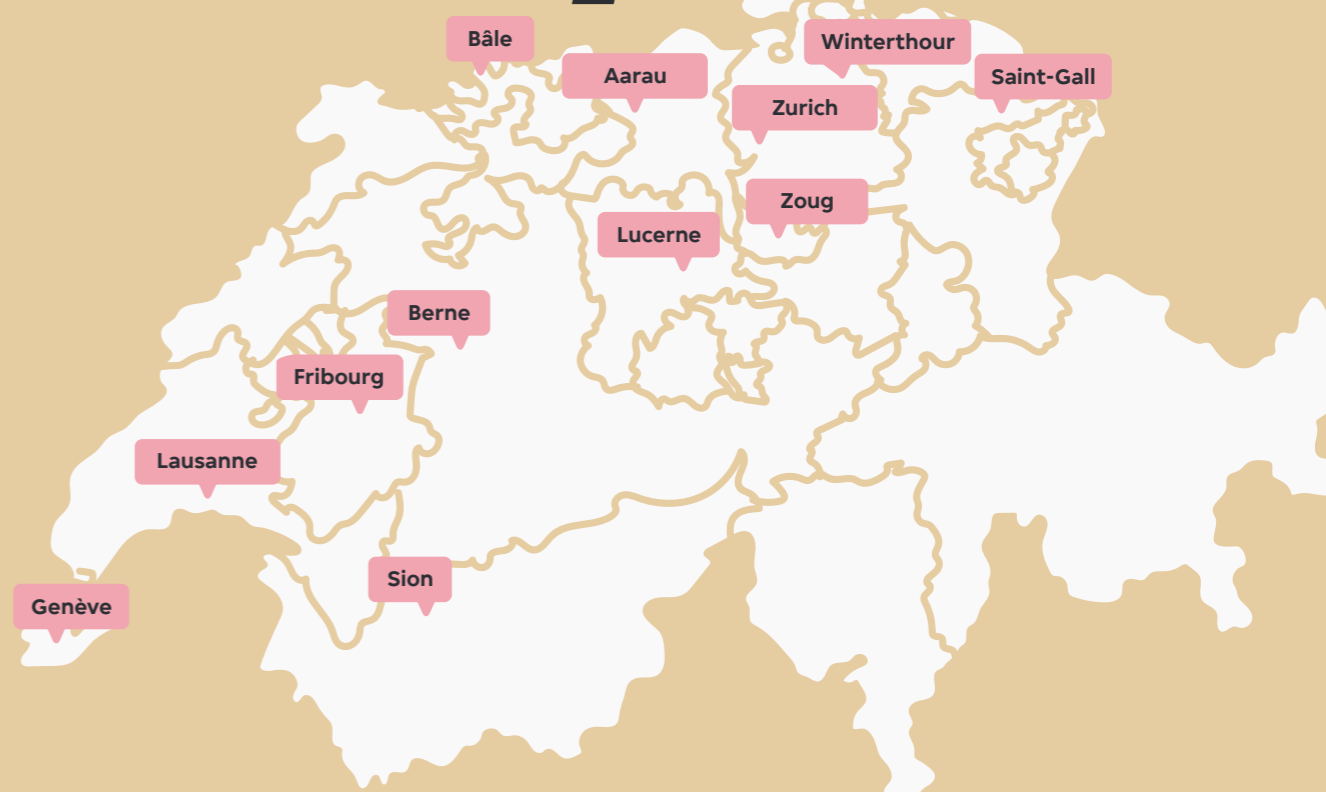 Bâle
Winterthour
Aarau
Saint-Gall
Zurich
Zoug
Lucerne
Berne
Fribourg
Lausanne
Sion
Genève